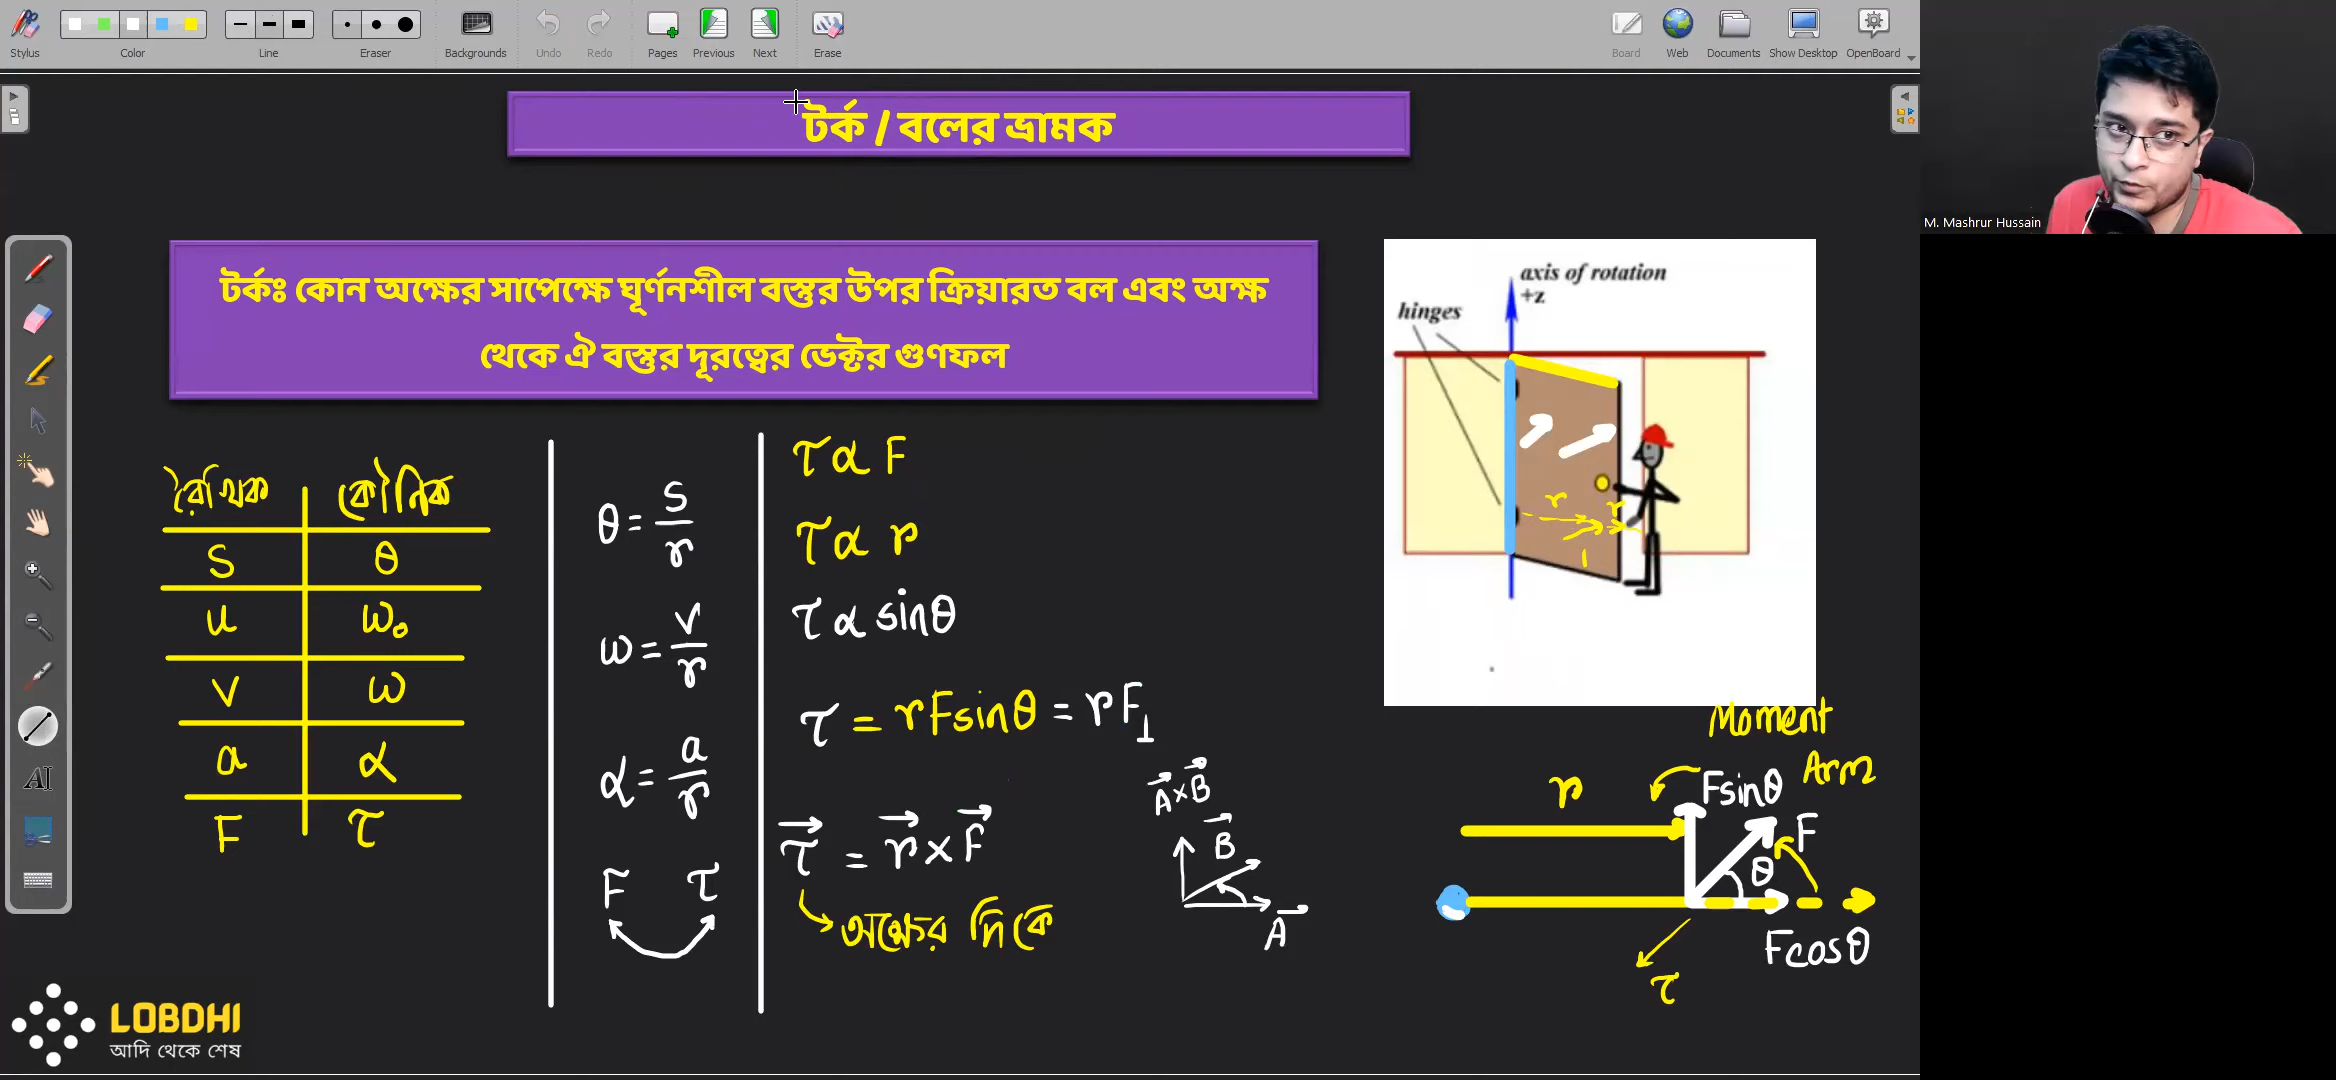 Stylus
Color
Line
Eraser
Backgrounds
Undo
Redo
Pages
Previous
Next
Erase
Board
Web
Documents
Show Desktop
OpenBoard
টর্ক / বলের ভ্রামক
M. Mashrur Hussain
টর্কঃ কোন অক্ষের সাপেক্ষে ঘূর্ণনশীল বস্তুর উপর ক্রিয়ারত বল এবং অক্ষ
থেকে ঐ বস্তুর দূরত্বের ভেক্টর গুণফল
axis of rotation
+z
hinges
r
r
রৈখিক কৌনিক
S θ
u ω₀
v ω
a α
F τ
θ = S/r
ω = v/r
α = a/r
F τ
τ α F
τ α r
τ α sinθ
τ = rFsinθ = rF⊥
τ⃗ = r⃗ × F⃗
অক্ষের দিকে
A⃗×B⃗
B⃗
A⃗
Moment
Arm
r
Fsinθ
F
θ
Fcosθ
τ
AI
LOBDHI
আদি থেকে শেষ